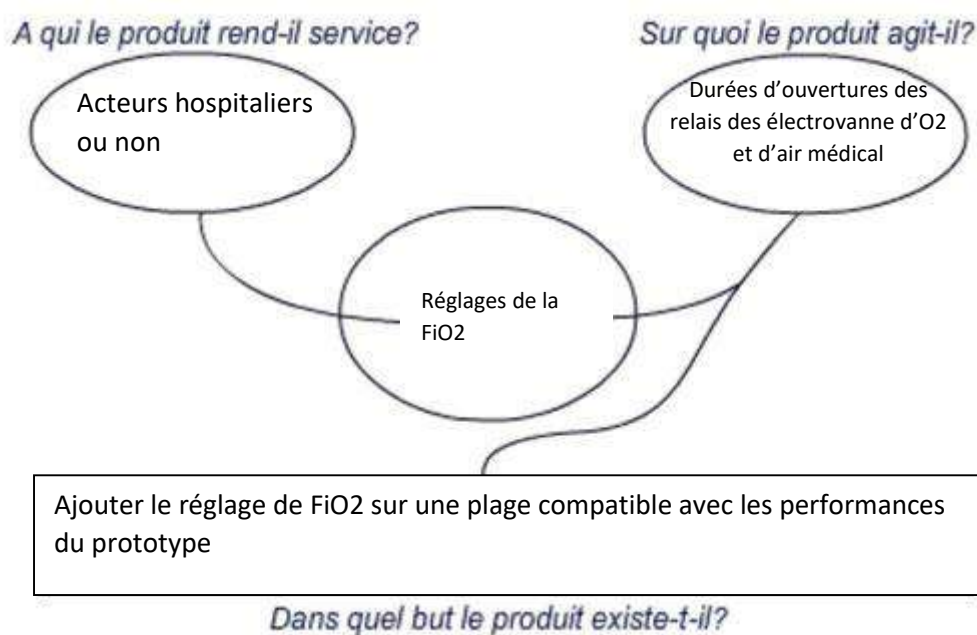 A qui le produit rend-il service?
Sur quoi le produit agit-il?
Acteurs hospitaliers
ou non
Durées d'ouvertures des
relais des électrovanne d'O2
et d'air médical
Réglages de la
FiO2
Ajouter le réglage de FiO2 sur une plage compatible avec les performances
du prototype
Dans quel but le produit existe-t-il?